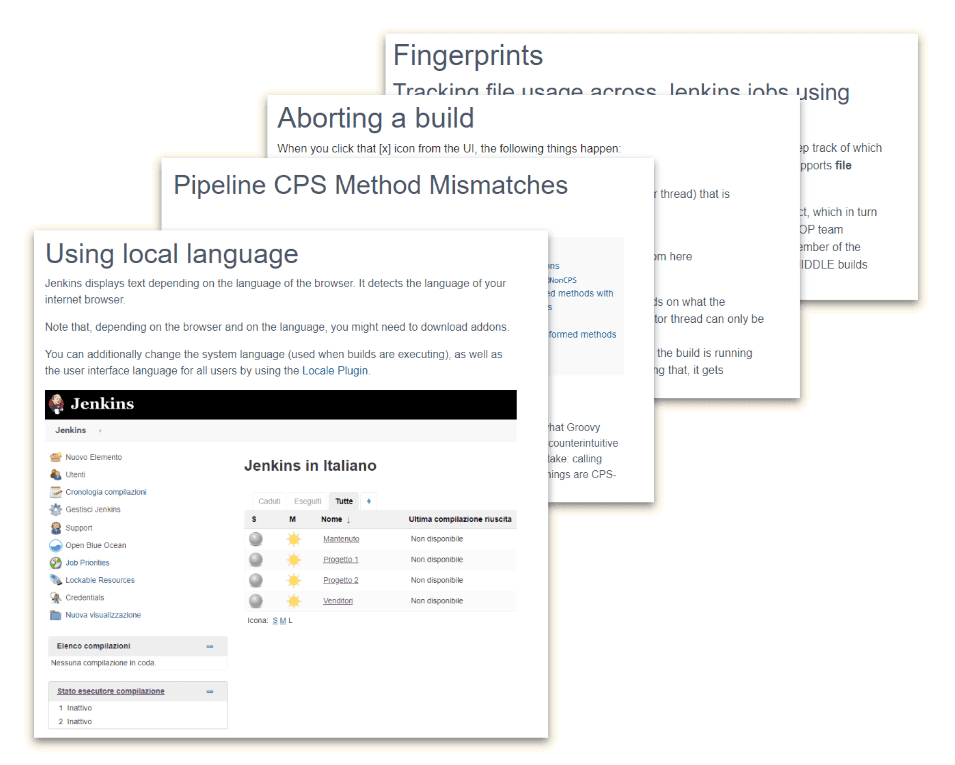 Fingerprints
Tracking file usage across Jenkins jobs using
ep track of which
pports file
ct, which in turn
OP team
ember of the
IIDDLE builds
Aborting a build
When you click that [x] icon from the UI, the following things happen:
r thread) that is
om here
ds on what the
tor thread can only be
the build is running
ng that, it gets
Pipeline CPS Method Mismatches
ons
NonCPS
ed methods with
s
sformed methods
hat Groovy
counterintuitive
take: calling
hings are CPS-
Using local language
Jenkins displays text depending on the language of the browser. It detects the language of your
internet browser.
Note that, depending on the browser and on the language, you might need to download addons.
You can additionally change the system language (used when builds are executing), as well as
the user interface language for all users by using the Locale Plugin.
Jenkins
Jenkins
Nuovo Elemento
Utenti
Cronologia compilazioni
Gestisci Jenkins
Support
Open Blue Ocean
Job Priorities
Lockable Resources
Credentials
Nuova visualizzazione
Elenco compilazioni
Nessuna compilazione in coda.
Stato esecutore compilazione
1 Inattivo
2 Inattivo
Jenkins in Italiano
Caduti Eseguiti Tutte +
S M Nome ↓ Ultima compilazione riuscita
Mantenuto Non disponibile
Progetto 1 Non disponibile
Progetto 2 Non disponibile
Venditori Non disponibile
Icona: S M L